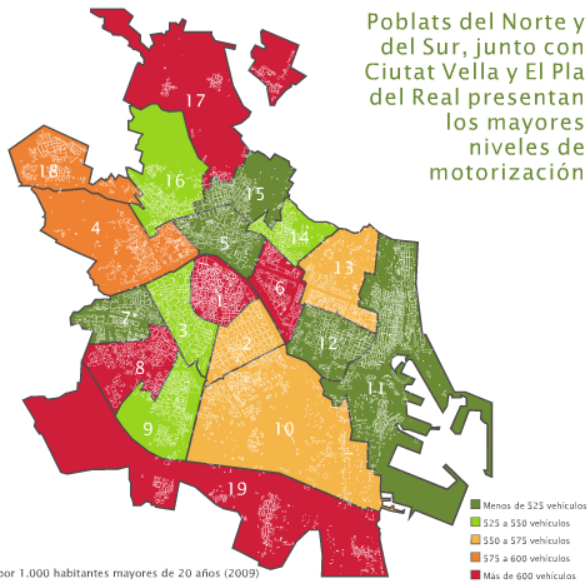 Poblats del Norte y
del Sur, junto con
Ciutat Vella y El Pla
del Real presentan
los mayores
niveles de
motorización
17
18
16
15
4
5
14
13
6
1
7
3
2
12
8
11
9
10
19
Menos de 525 vehículos
525 a 550 vehículos
550 a 575 vehículos
575 a 600 vehículos
Más de 600 vehículos
por 1.000 habitantes mayores de 20 años (2009)